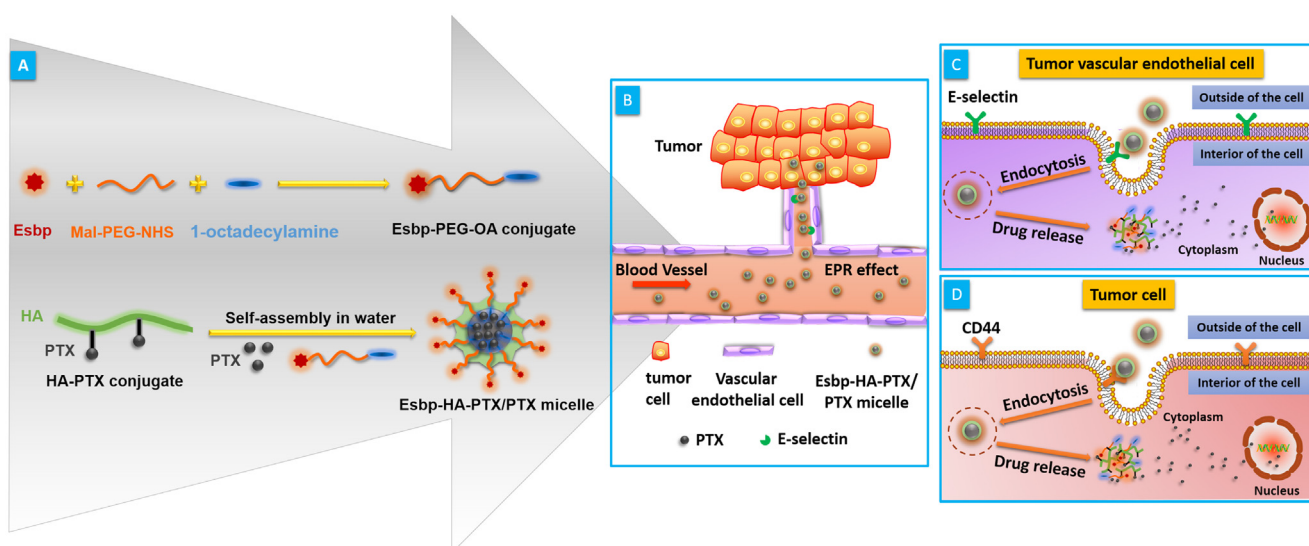 A
Esbp
Mal-PEG-NHS
1-octadecylamine
Esbp-PEG-OA conjugate
HA
PTX
HA-PTX conjugate
Self-assembly in water
PTX
Esbp-HA-PTX/PTX micelle
B
Tumor
Blood Vessel
EPR effect
tumor
cell
Vascular
endothelial cell
Esbp-HA-PTX/
PTX micelle
PTX
E-selectin
C
Tumor vascular endothelial cell
E-selectin
Outside of the cell
Interior of the cell
Endocytosis
Drug release
Cytoplasm
Nucleus
D
Tumor cell
CD44
Outside of the cell
Interior of the cell
Endocytosis
Cytoplasm
Drug release
Nucleus